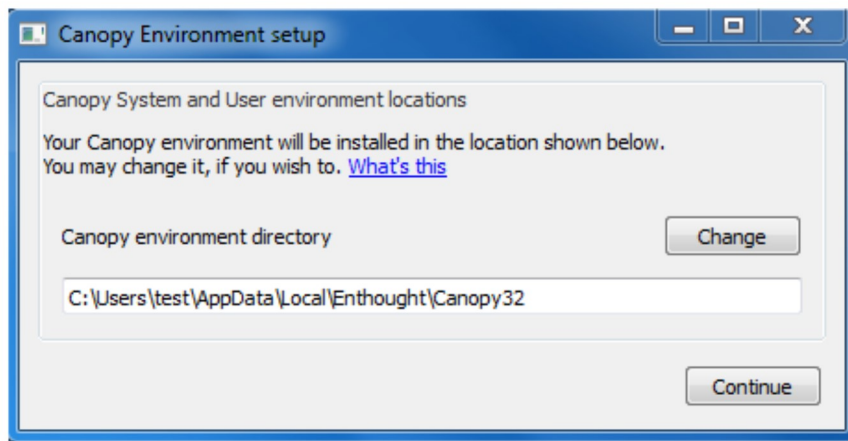 Canopy Environment setup
Canopy System and User environment locations
Your Canopy environment will be installed in the location shown below.
You may change it, if you wish to. What's this
Canopy environment directory
Change
C:\Users\test\AppData\Local\Enthought\Canopy32
Continue